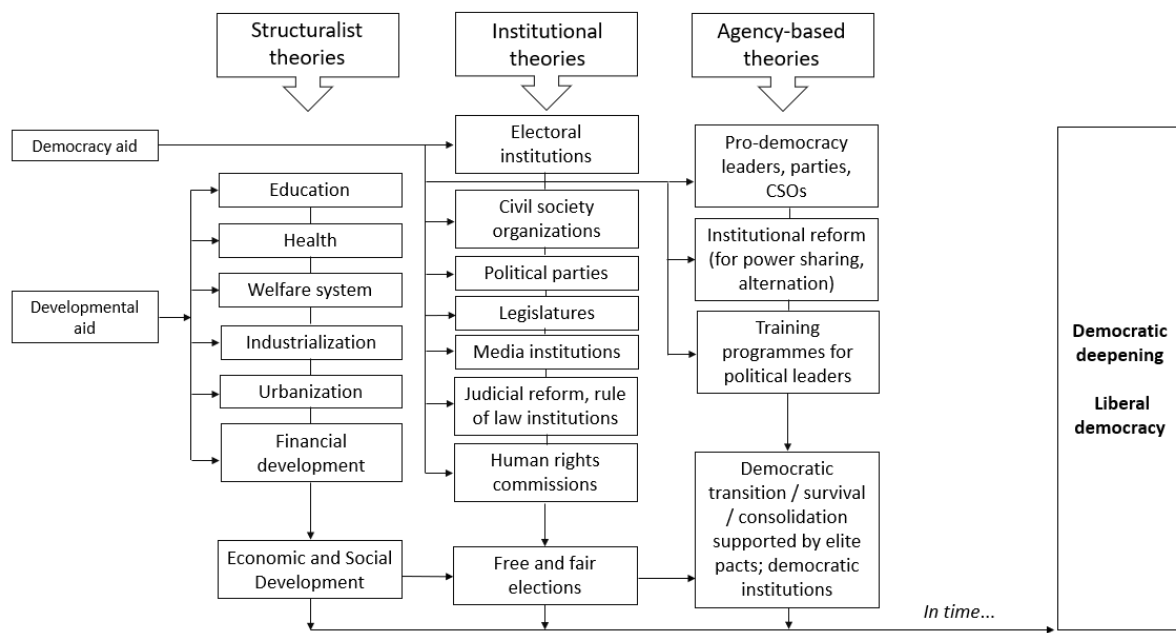 Structuralist
theories
Institutional
theories
Agency-based
theories
Democracy aid
Developmental
aid
Education
Health
Welfare system
Industrialization
Urbanization
Financial
development
Economic and Social
Development
Electoral
institutions
Civil society
organizations
Political parties
Legislatures
Media institutions
Judicial reform, rule
of law institutions
Human rights
commissions
Free and fair
elections
Pro-democracy
leaders, parties,
CSOs
Institutional reform
(for power sharing,
alternation)
Training
programmes for
political leaders
Democratic
transition / survival
/ consolidation
supported by elite
pacts; democratic
institutions
In time...
Democratic
deepening
Liberal
democracy